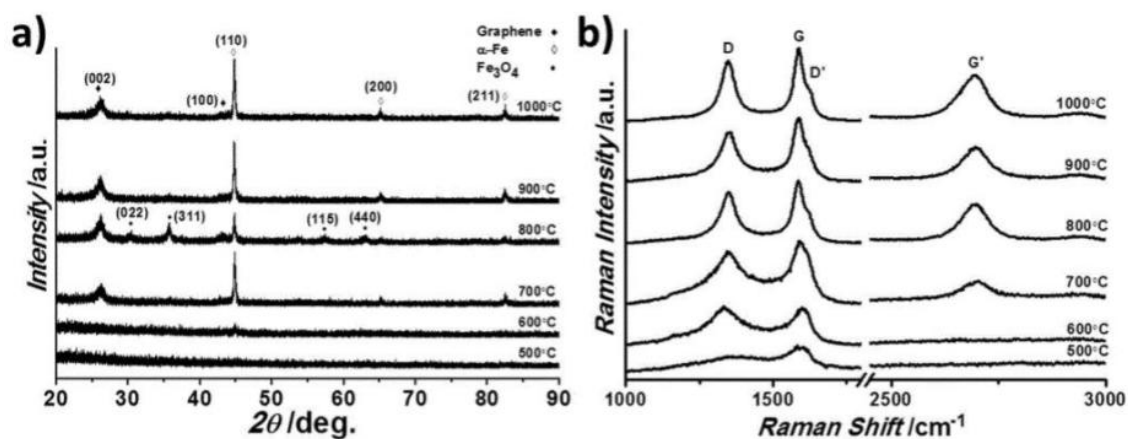 a)
Graphene ◆
α-Fe ◊
Fe3O4 •
(002)
(100)
(110)
(200)
(211)
1000°C
900°C
(022)
(311)
(115)
(440)
800°C
700°C
600°C
500°C
Intensity /a.u.
20 30 40 50 60 70 80 90
2θ /deg.
b)
D
G
D'
G'
1000°C
900°C
800°C
700°C
600°C
500°C
Raman Intensity /a.u.
1000 1500 2500 3000
Raman Shift /cm-1